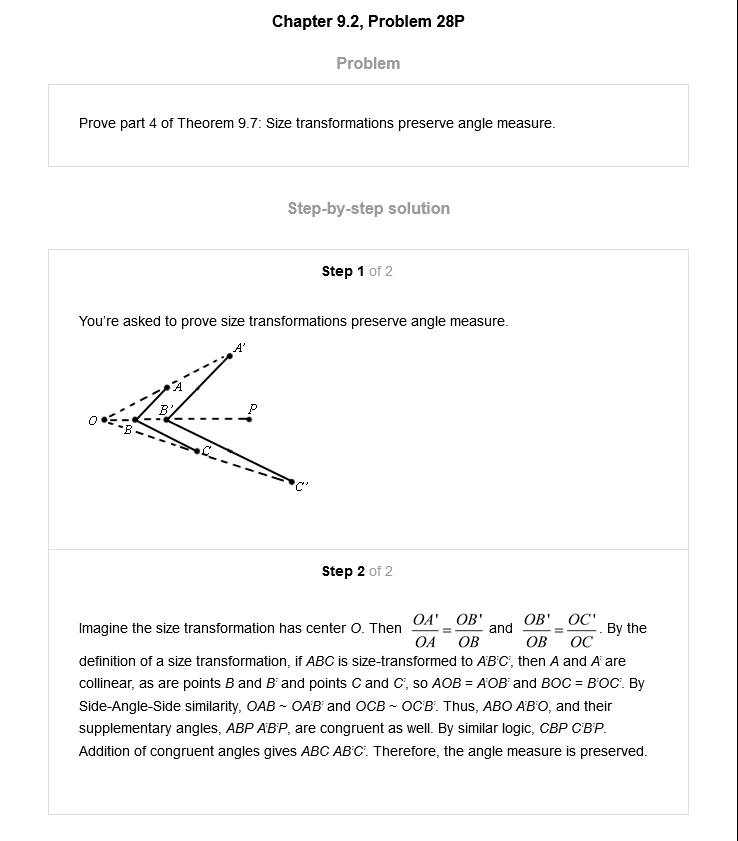 Chapter 9.2, Problem 28P
Problem
Prove part 4 of Theorem 9.7: Size transformations preserve angle measure.
Step-by-step solution
Step 1 of 2
You're asked to prove size transformations preserve angle measure.
A'
A
B'
P
O
B
C
C'
Step 2 of 2
Imagine the size transformation has center O. Then OA'/OA = OB'/OB and OB'/OB = OC'/OC. By the
definition of a size transformation, if ABC is size-transformed to A'B'C', then A and A' are
collinear, as are points B and B' and points C and C', so AOB = A'OB' and BOC = B'OC'. By
Side-Angle-Side similarity, OAB ~ OA'B' and OCB ~ OC'B'. Thus, ABO A'B'O, and their
supplementary angles, ABP A'B'P, are congruent as well. By similar logic, CBP C'B'P.
Addition of congruent angles gives ABC AB'C'. Therefore, the angle measure is preserved.